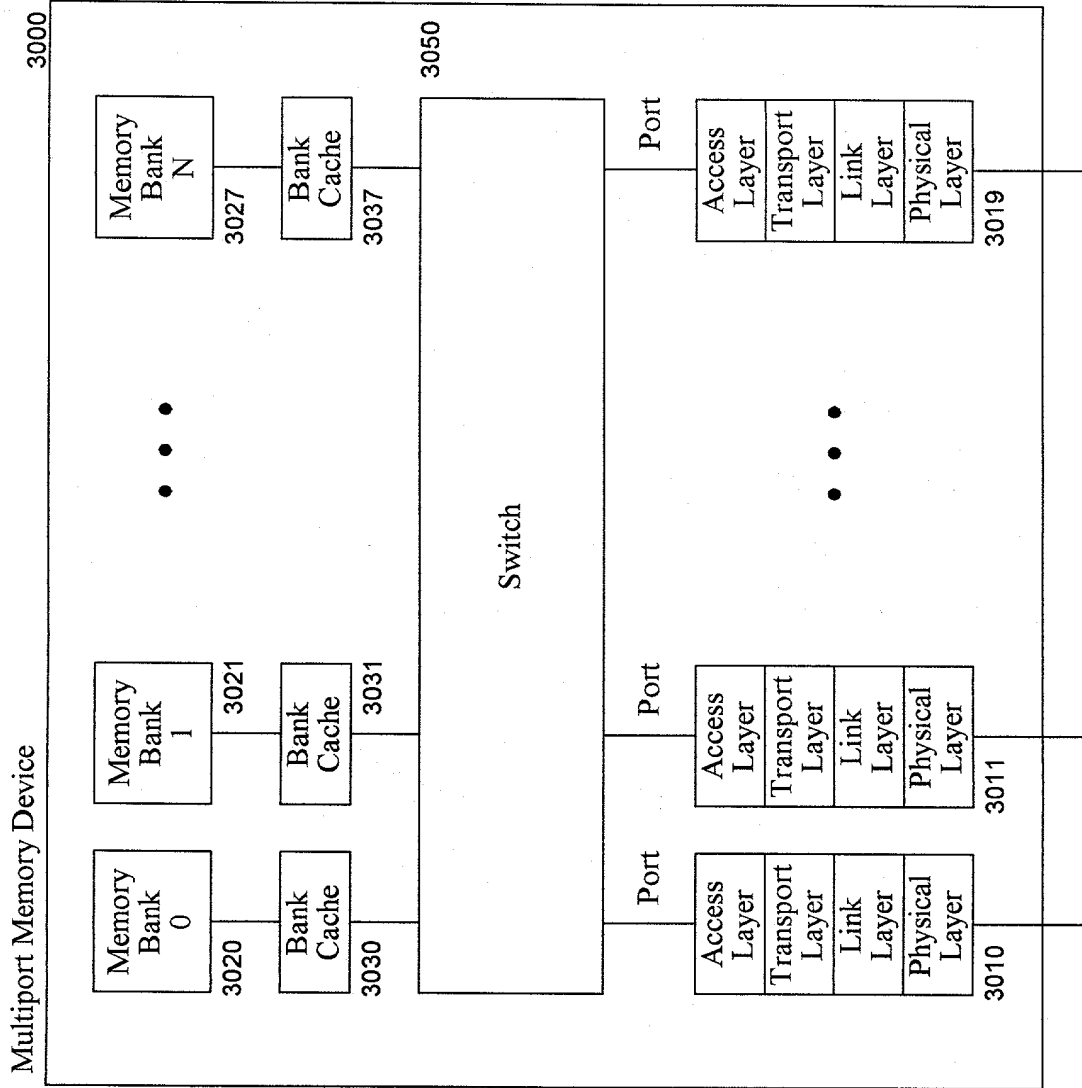 Multiport Memory Device
3000
Memory
Bank
0
3020
Memory
Bank
1
3021
Memory
Bank
N
3027
Bank
Cache
3030
Bank
Cache
3031
Bank
Cache
3037
3050
Switch
Port
Port
Port
Access
Layer
Transport
Layer
Link
Layer
Physical
Layer
3010
Access
Layer
Transport
Layer
Link
Layer
Physical
Layer
3011
Access
Layer
Transport
Layer
Link
Layer
Physical
Layer
3019